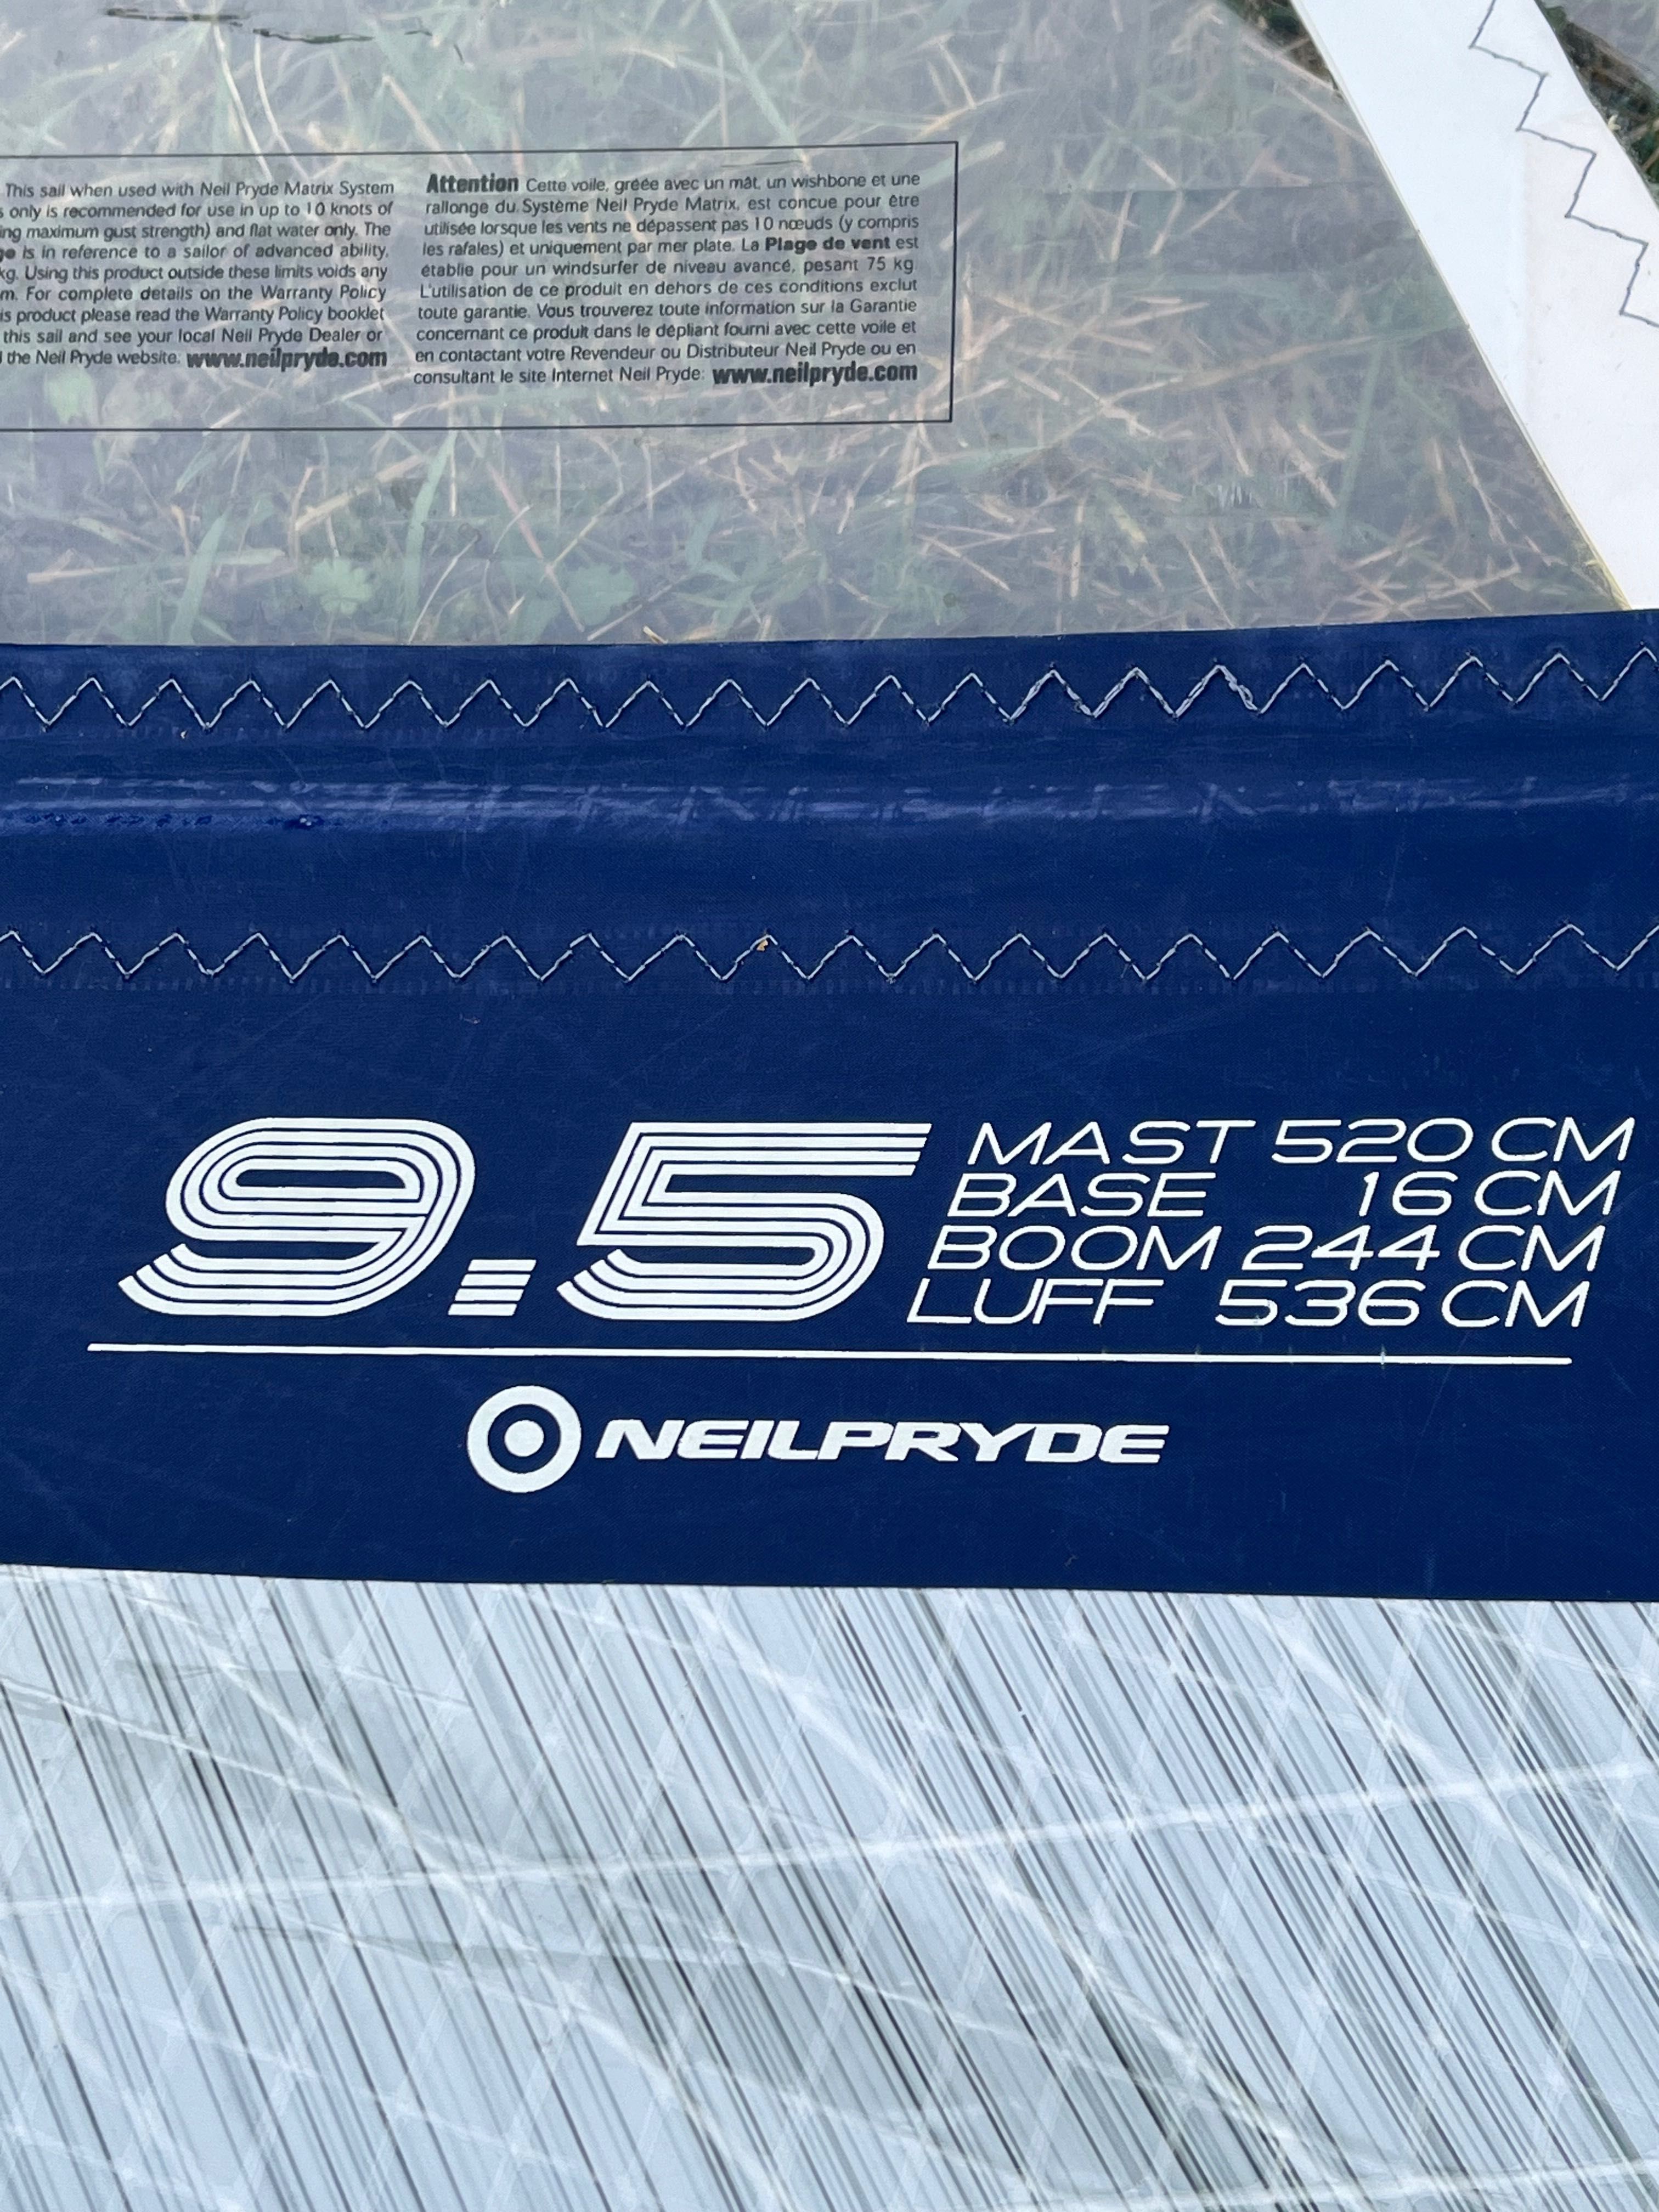 This sail when used with Neil Pryde Matrix System
only is recommended for use in up to 10 knots of
maximum gust strength) and flat water only. The
is in reference to a sailor of advanced ability,
kg. Using this product outside these limits voids any
For complete details on the Warranty Policy
product please read the Warranty Policy booklet
this sail and see your local Neil Pryde Dealer or
the Neil Pryde website: www.neilpryde.com
Attention Cette voile, gréée avec un mât, un wishbone et une
rallonge du Système Neil Pryde Matrix, est concue pour être
utilisée lorsque les vents ne dépassent pas 10 nœuds (y compris
les rafales) et uniquement par mer plate. La Plage de vent est
établie pour un windsurfer de niveau avancé, pesant 75 kg.
L'utilisation de ce produit en dehors de ces conditions exclut
toute garantie. Vous trouverez toute information sur la Garantie
concernant ce produit dans le dépliant fourni avec cette voile et
en contactant votre Revendeur ou Distributeur Neil Pryde ou en
consultant le site Internet Neil Pryde: www.neilpryde.com
9.5
MAST 520 CM
BASE 16 CM
BOOM 244 CM
LUFF 536 CM
NEILPRYDE